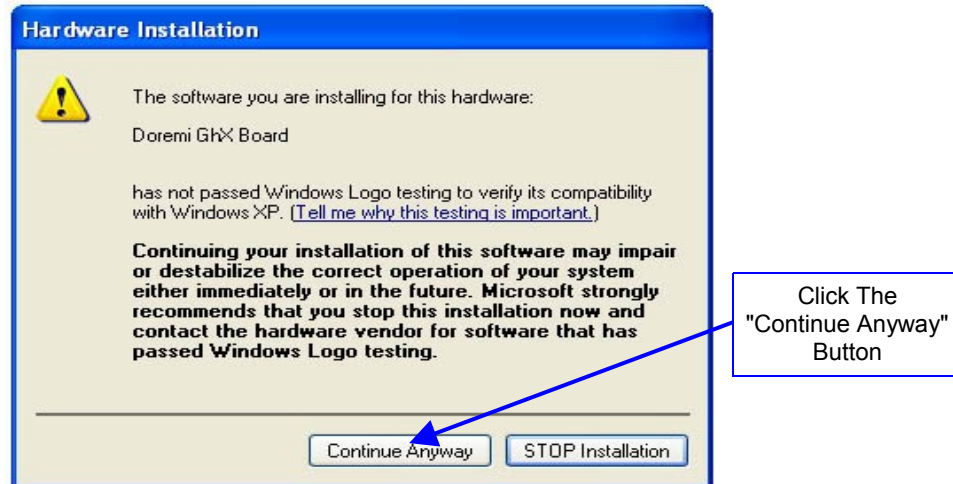 Hardware Installation
The software you are installing for this hardware:
Doremi GhX Board
has not passed Windows Logo testing to verify its compatibility
with Windows XP. (Tell me why this testing is important.)
Continuing your installation of this software may impair
or destabilize the correct operation of your system
either immediately or in the future. Microsoft strongly
recommends that you stop this installation now and
contact the hardware vendor for software that has
passed Windows Logo testing.
Continue Anyway
STOP Installation
Click The
"Continue Anyway"
Button